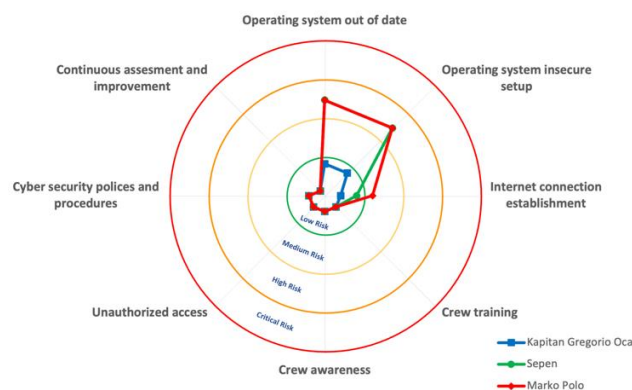 Operating system out of date
Continuous assesment and
improvement
Operating system insecure
setup
Cyber security polices and
procedures
Internet connection
establishment
Low Risk
Medium Risk
High Risk
Critical Risk
Unauthorized access
Crew training
Crew awareness
Kapitan Gregorio Oca
Sepen
Marko Polo